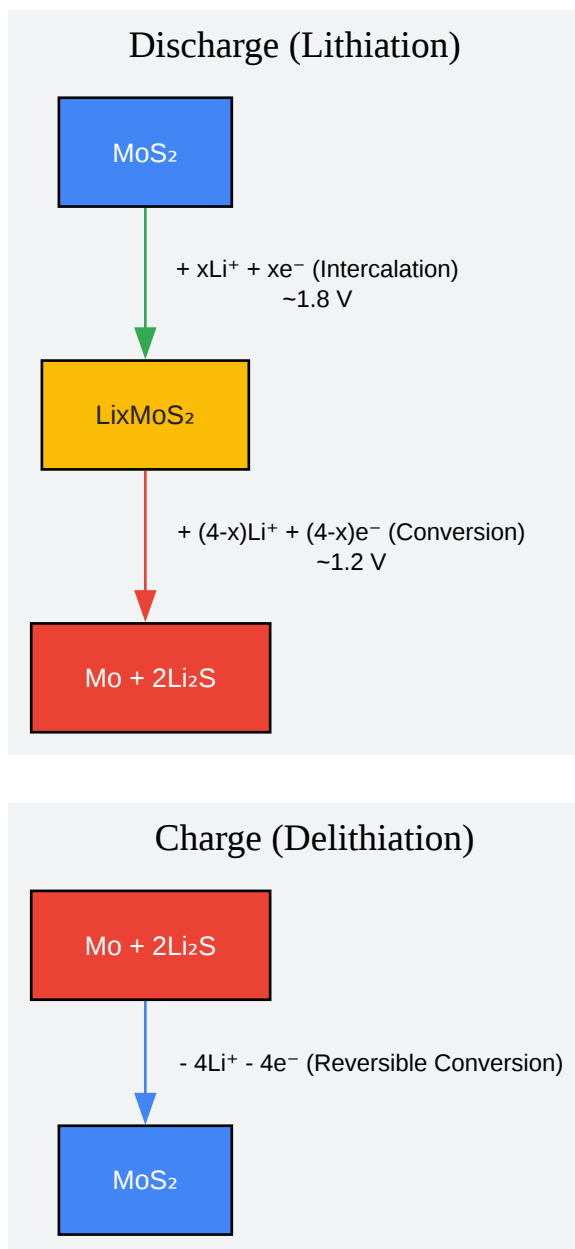 Discharge (Lithiation)
MoS₂
+ xLi⁺ + xe⁻ (Intercalation)
~1.8 V
LixMoS₂
+ (4-x)Li⁺ + (4-x)e⁻ (Conversion)
~1.2 V
Mo + 2Li₂S
Charge (Delithiation)
Mo + 2Li₂S
- 4Li⁺ - 4e⁻ (Reversible Conversion)
MoS₂